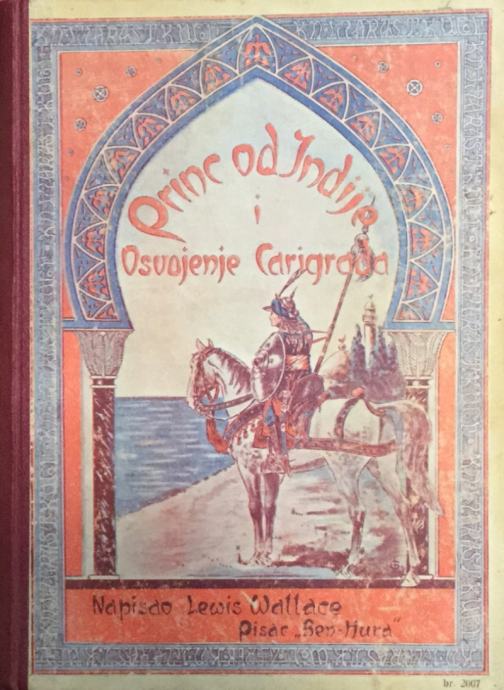 Princ od Indije
i
Osvojenje Carigrada
Napisao Lewis Wallace
Pisac „Ben-Hura“
br. 2007